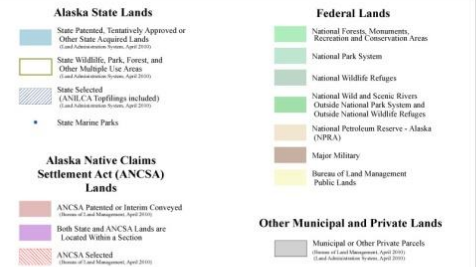 Alaska State Lands
State Patented, Tentatively Approved or
Other State Acquired Lands
(Land Administration System, April 2010)
State Wildlife, Park, Forest, and
Other Multiple Use Areas
(Land Administration System, April 2010)
State Selected
(ANILCA Topfilings included)
(Land Administration System, April 2010)
State Marine Parks
Alaska Native Claims
Settlement Act (ANCSA)
Lands
ANCSA Patented or Interim Conveyed
(Bureau of Land Management, April 2010)
Both State and ANCSA Lands are
Located Within a Section
ANCSA Selected
(Bureau of Land Management, April 2010)
Federal Lands
National Forests, Monuments,
Recreation and Conservation Areas
National Park System
National Wildlife Refuges
National Wild and Scenic Rivers
Outside National Park System and
Outside National Wildlife Refuges
National Petroleum Reserve - Alaska
(NPRA)
Major Military
Bureau of Land Management
Public Lands
Other Municipal and Private Lands
Municipal or Other Private Parcels
(Bureau of Land Management, April 2010)
(Land Administration System, April 2010)